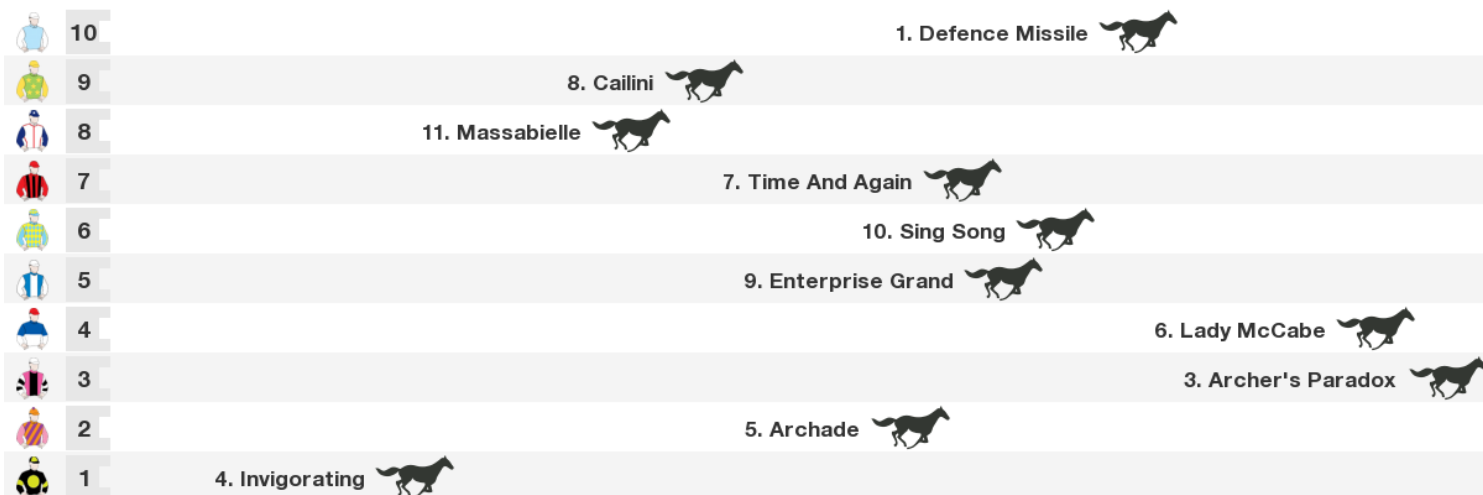 10 1. Defence Missile
9 8. Cailini
8 11. Massabielle
7 7. Time And Again
6 10. Sing Song
5 9. Enterprise Grand
4 6. Lady McCabe
3 3. Archer's Paradox
2 5. Archade
1 4. Invigorating